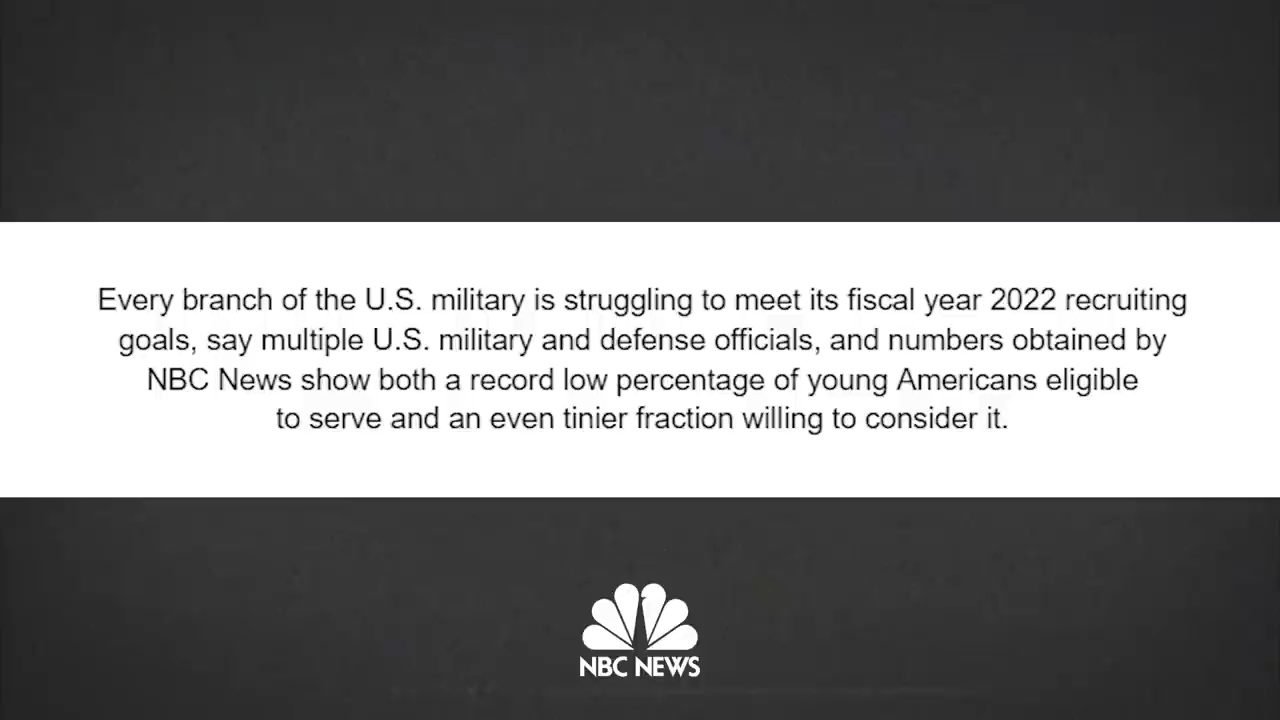 Every branch of the U.S. military is struggling to meet its fiscal year 2022 recruiting
goals, say multiple U.S. military and defense officials, and numbers obtained by
NBC News show both a record low percentage of young Americans eligible
to serve and an even tinier fraction willing to consider it.
NBC NEWS